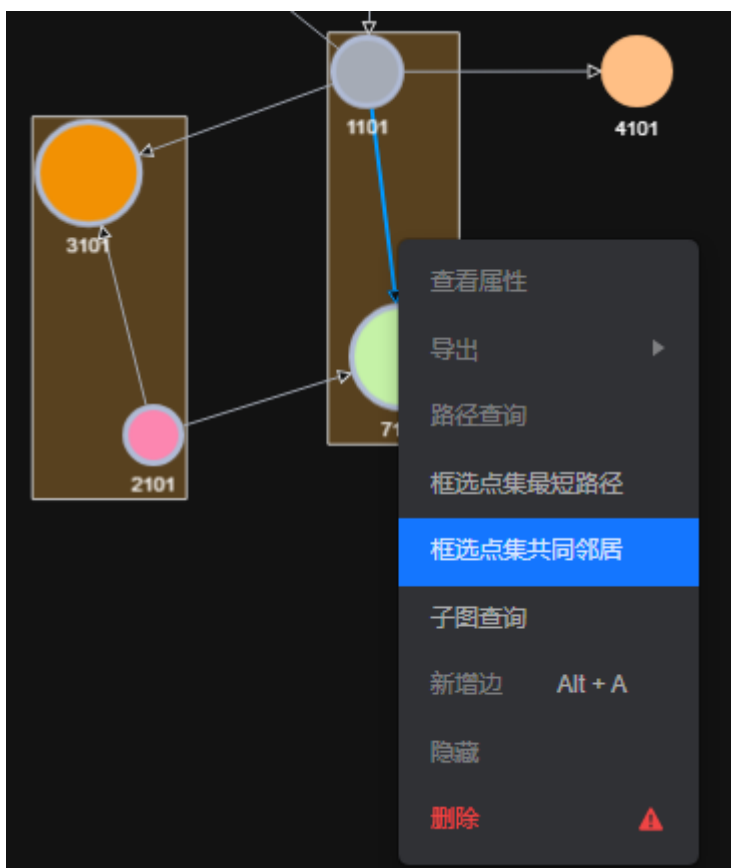 1101
4101
3101
2101
71
查看属性
导出
路径查询
框选点集最短路径
框选点集共同邻居
子图查询
新增边 Alt + A
隐藏
删除